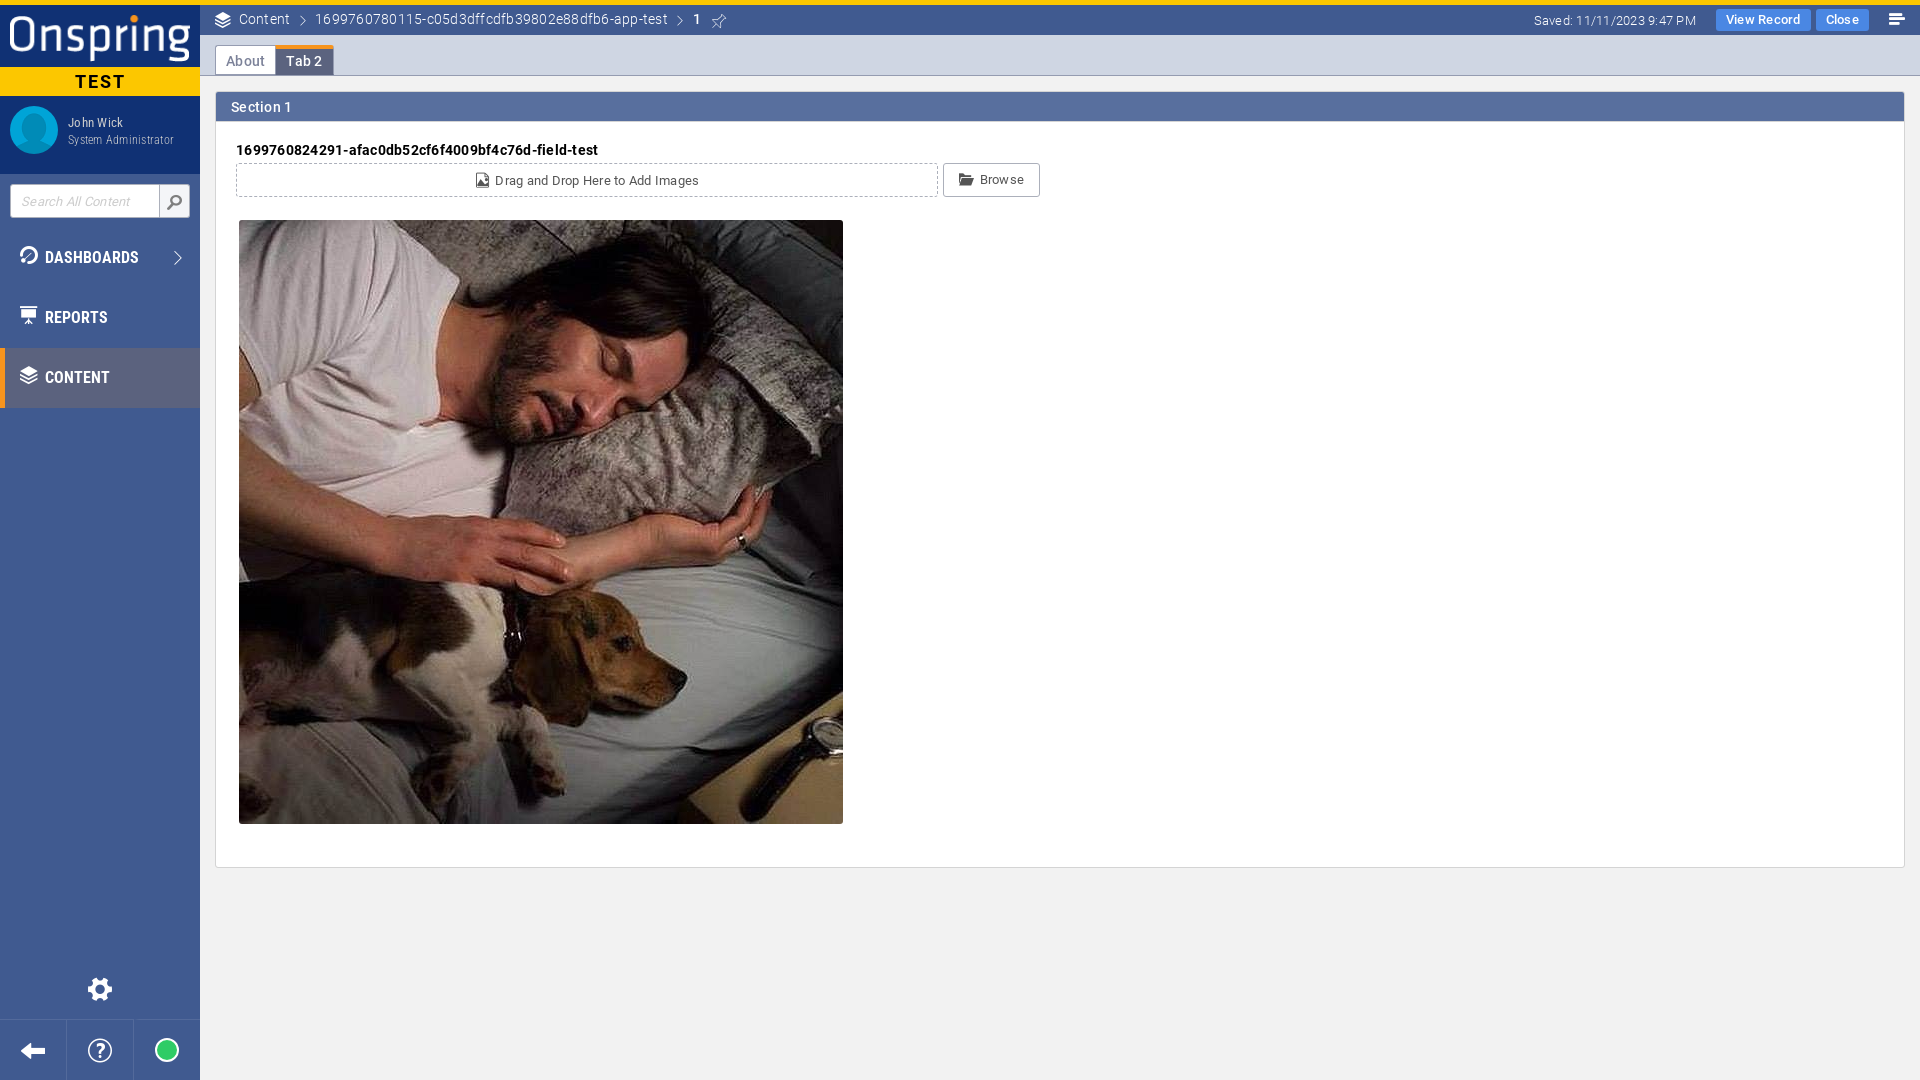 Onspring
TEST
John Wick
System Administrator
Search All Content
DASHBOARDS
REPORTS
CONTENT
Content 1699760780115-c05d3dffcdfb39802e88dfb6-app-test 1
Saved: 11/11/2023 9:47 PM View Record Close
About Tab 2
Section 1
1699760824291-afac0db52cf6f4009bf4c76d-field-test
Drag and Drop Here to Add Images Browse
?